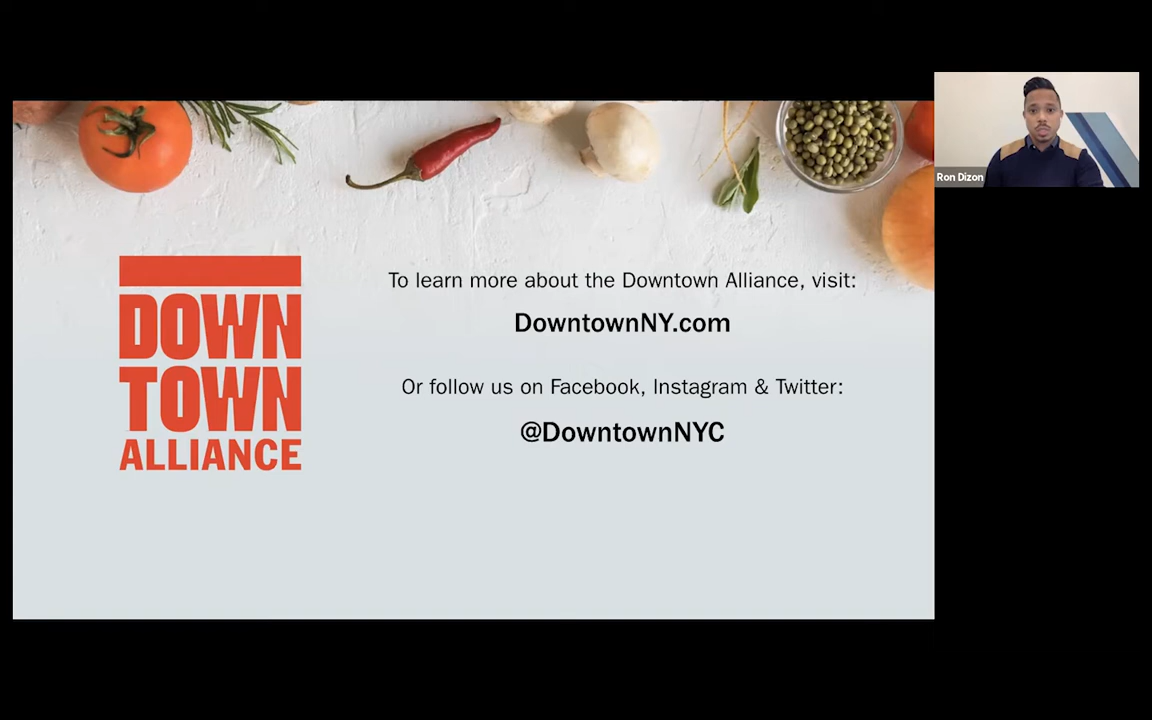 DOWN
TOWN
ALLIANCE
To learn more about the Downtown Alliance, visit:
DowntownNY.com
Or follow us on Facebook, Instagram & Twitter:
@DowntownNYC
Ron Dizon